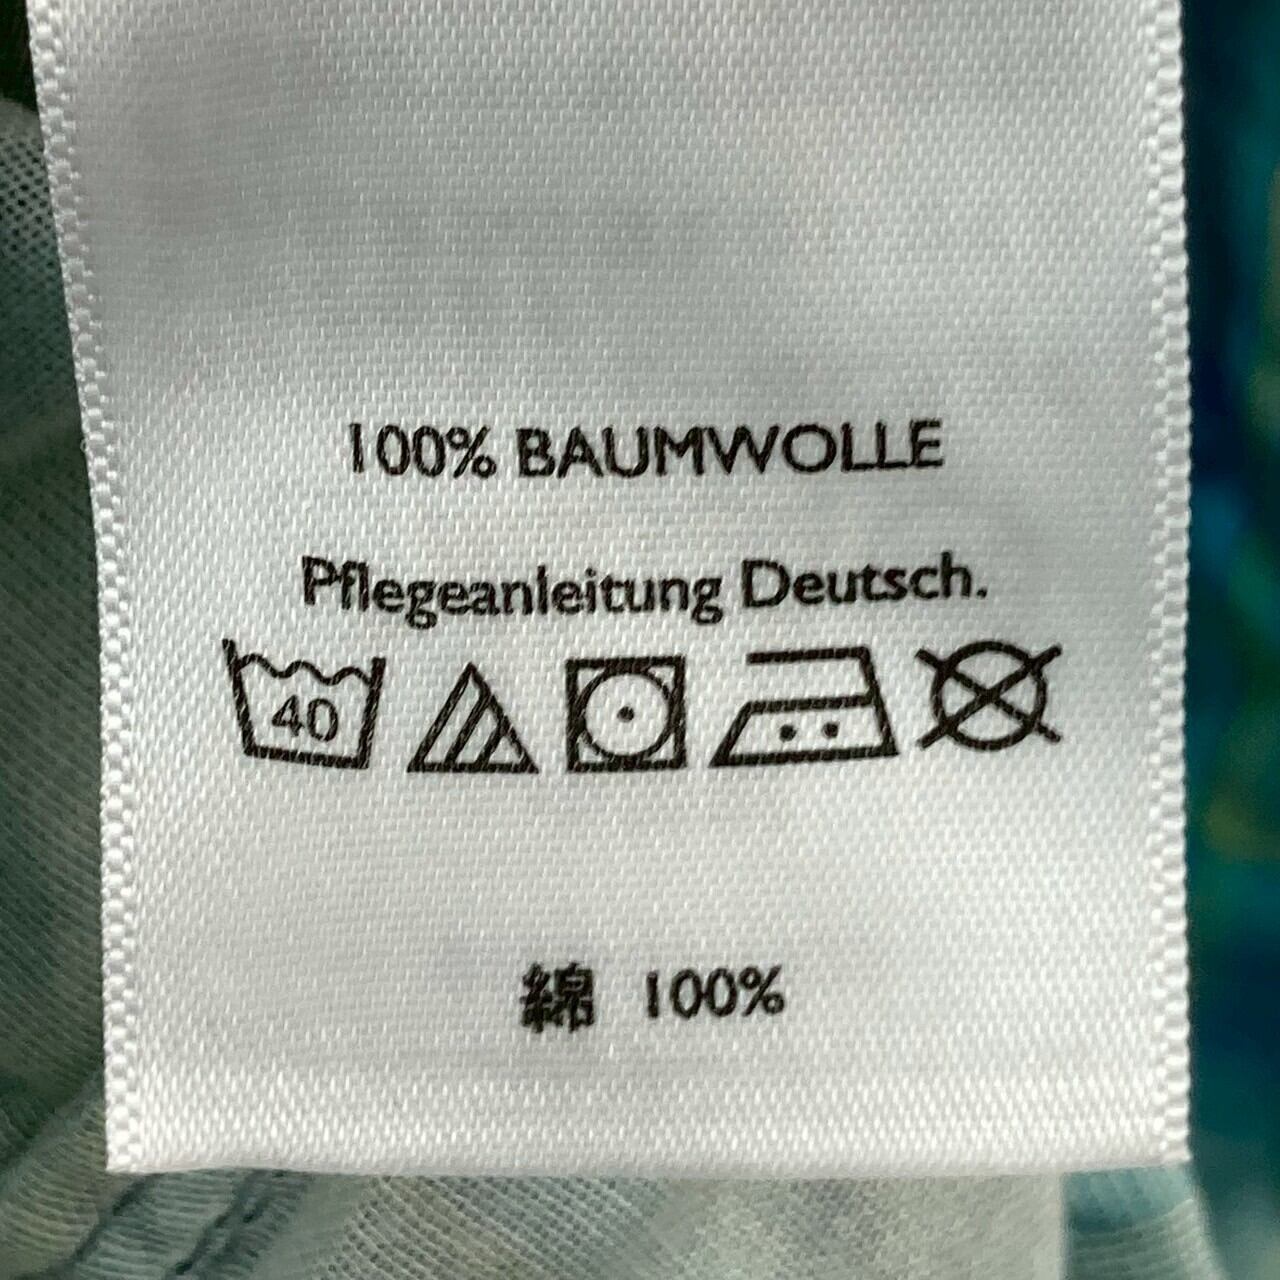 100% BAUMWOLLE
Pflegeanleitung Deutsch.
40
綿 100%